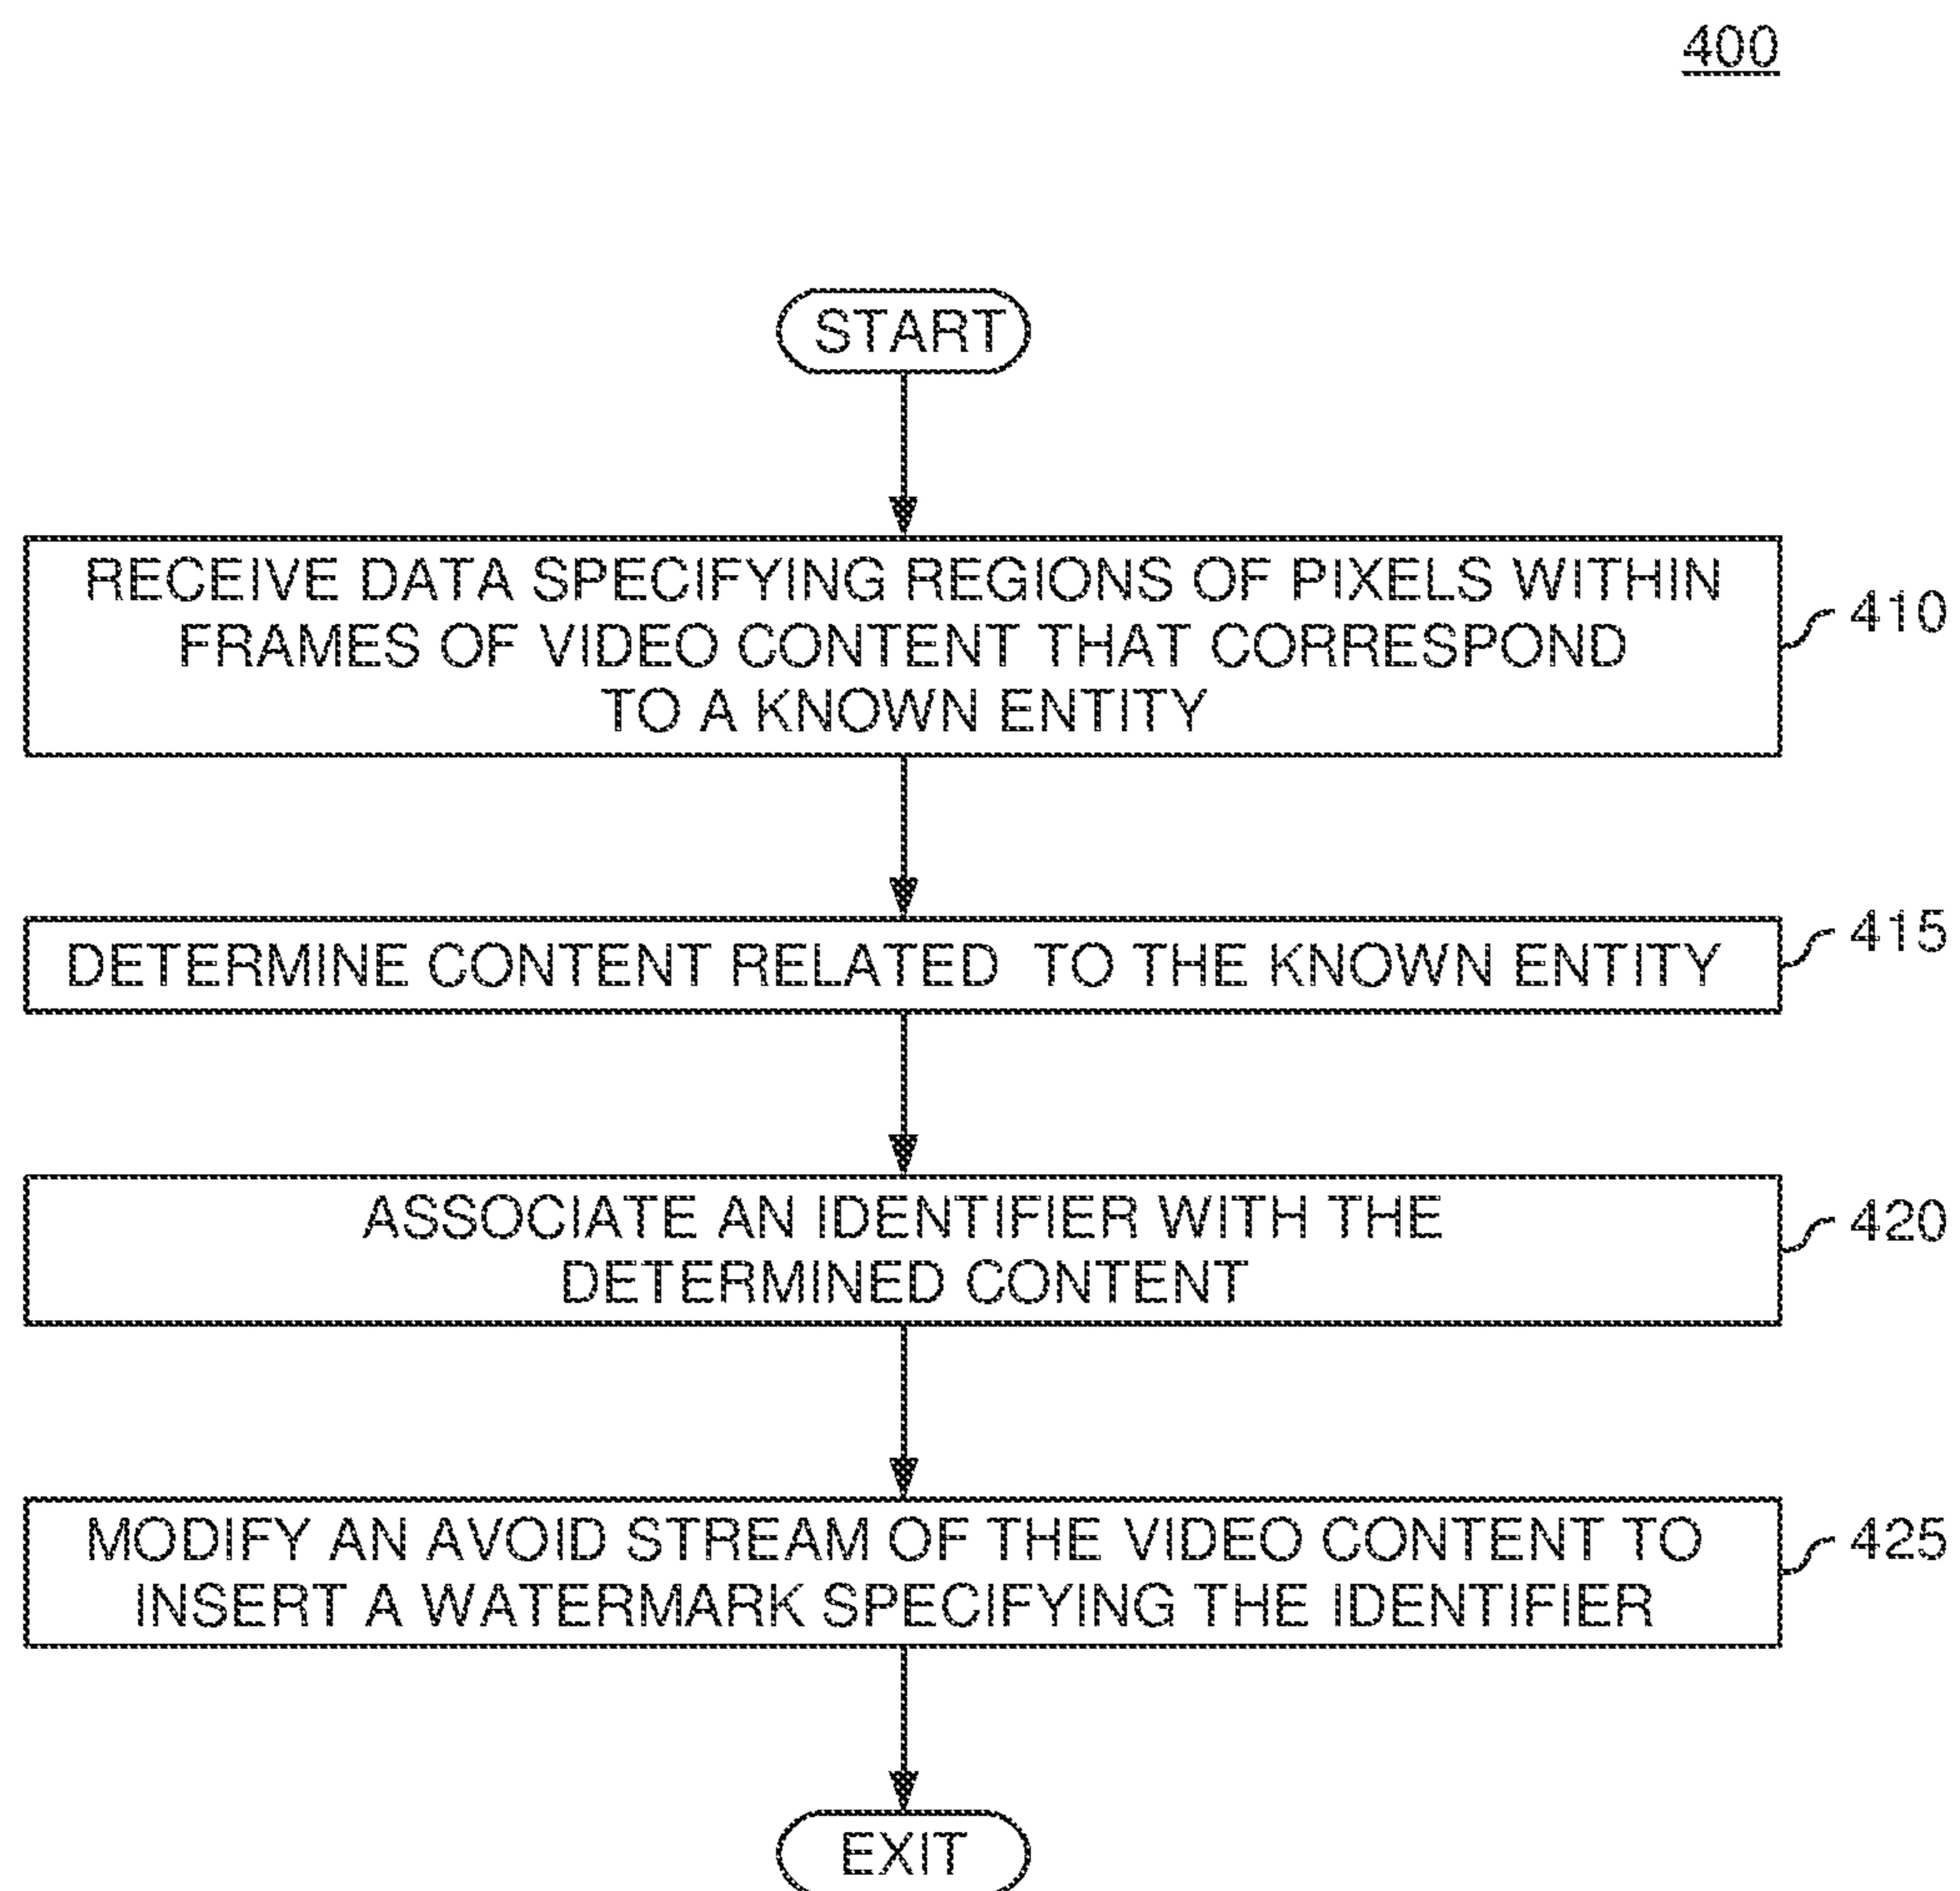 400
START
RECEIVE DATA SPECIFYING REGIONS OF PIXELS WITHIN
FRAMES OF VIDEO CONTENT THAT CORRESPOND
TO A KNOWN ENTITY
410
DETERMINE CONTENT RELATED TO THE KNOWN ENTITY
415
ASSOCIATE AN IDENTIFIER WITH THE
DETERMINED CONTENT
420
MODIFY AN AVOID STREAM OF THE VIDEO CONTENT TO
INSERT A WATERMARK SPECIFYING THE IDENTIFIER
425
EXIT